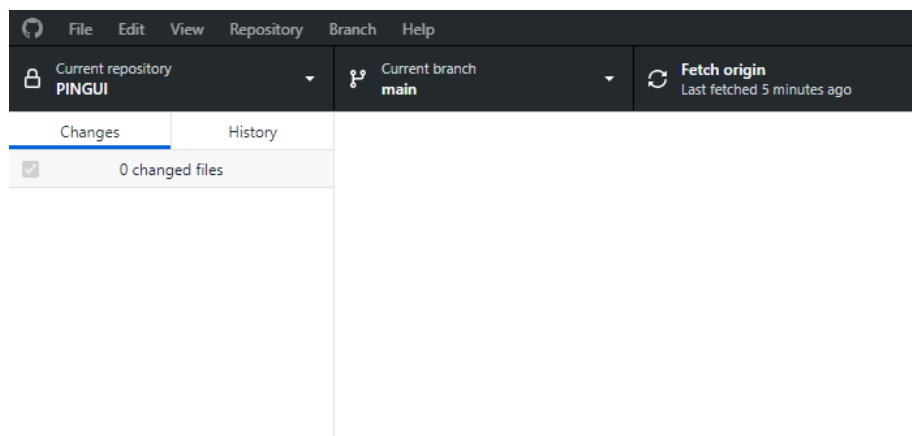 File Edit View Repository Branch Help
Current repository
PINGUI
Current branch
main
Fetch origin
Last fetched 5 minutes ago
Changes History
0 changed files